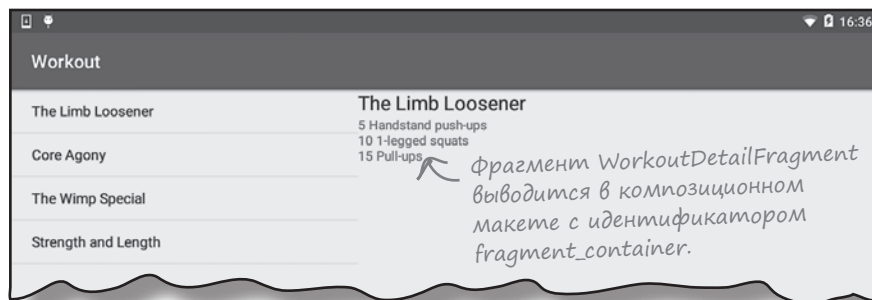 16:36
Workout
The Limb Loosener
Core Agony
The Wimp Special
Strength and Length
The Limb Loosener
5 Handstand push-ups
10 1-legged squats
15 Pull-ups
Фрагмент WorkoutDetailFragment
выводится в композиционном
макете с идентификатором
fragment_container.